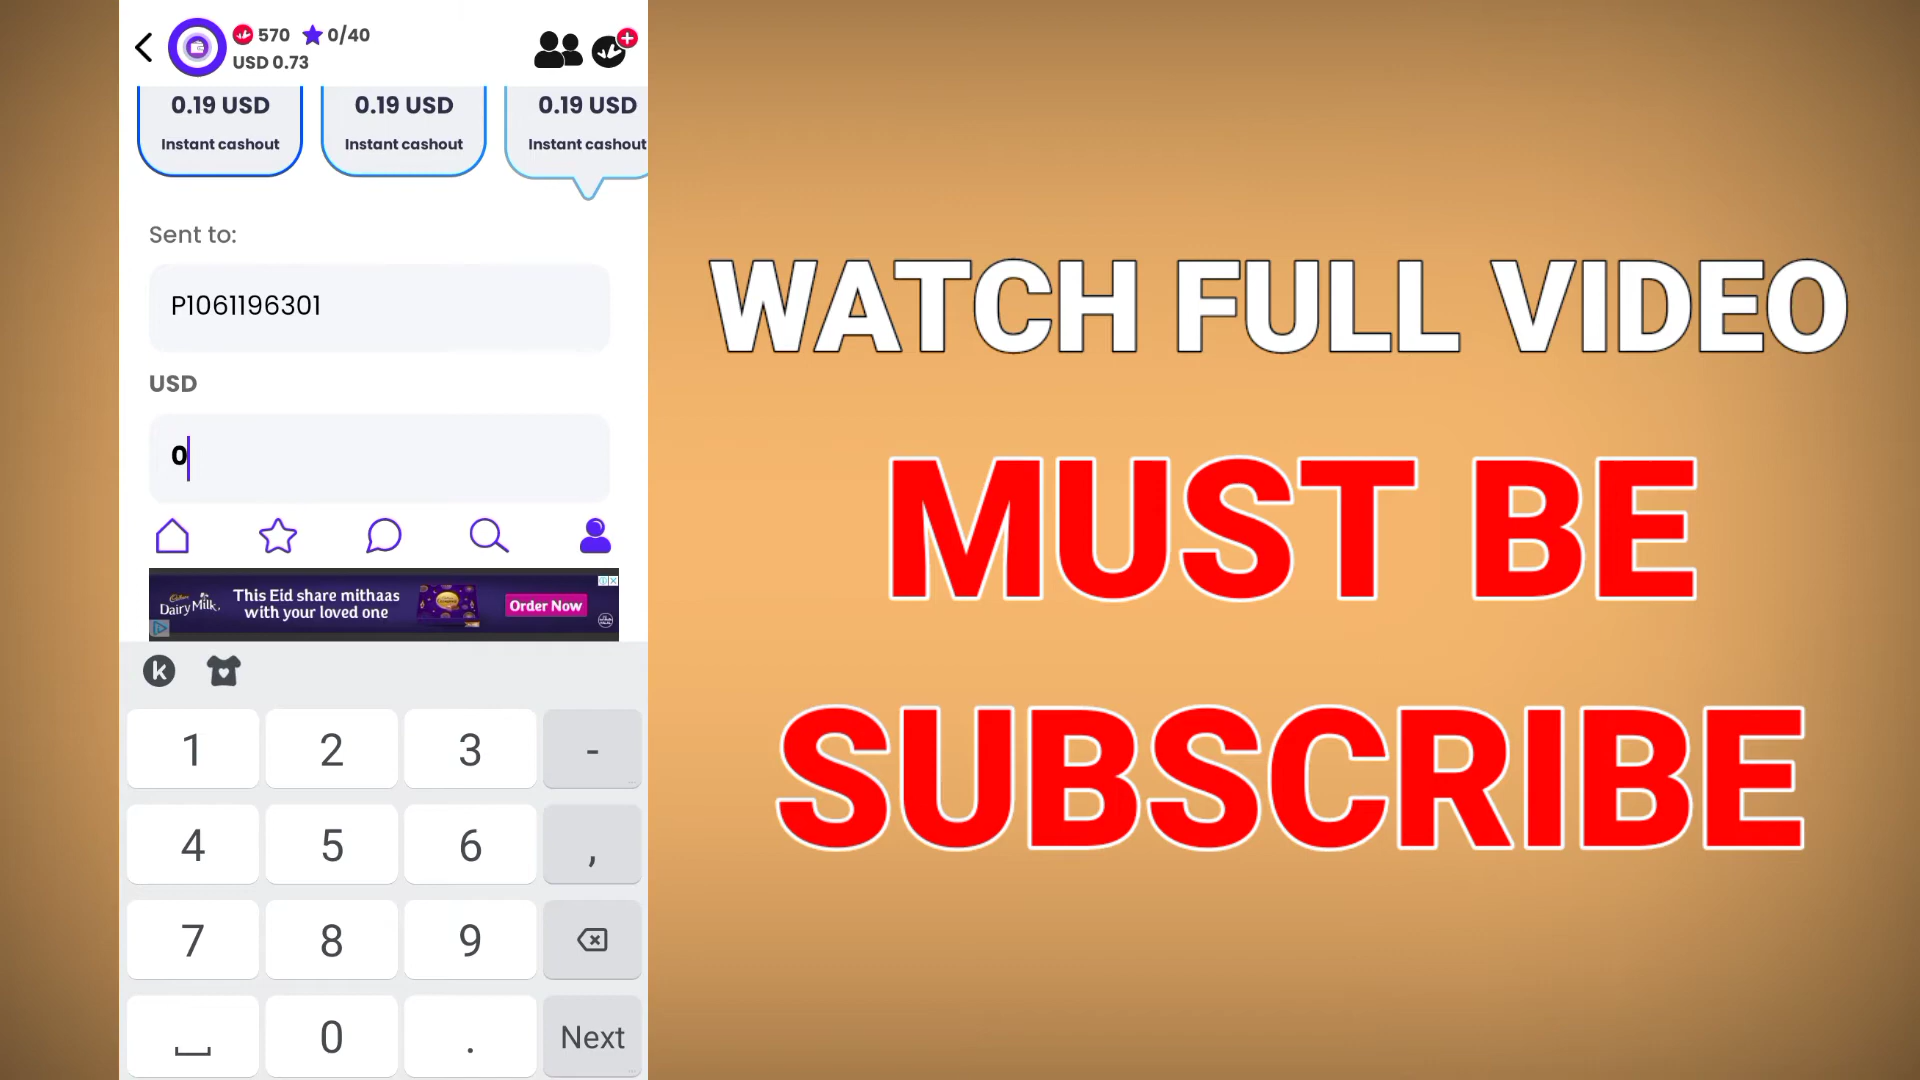 570 0/40
USD 0.73
0.19 USD 0.19 USD 0.19 USD
Instant cashout Instant cashout Instant cashout
Sent to:
P1061196301
USD
0
Cadbury
Dairy Milk
This Eid share mithaas
with your loved one
Order Now
k
1 2 3 -
4 5 6 ,
7 8 9
0 . Next
WATCH FULL VIDEO
MUST BE
SUBSCRIBE